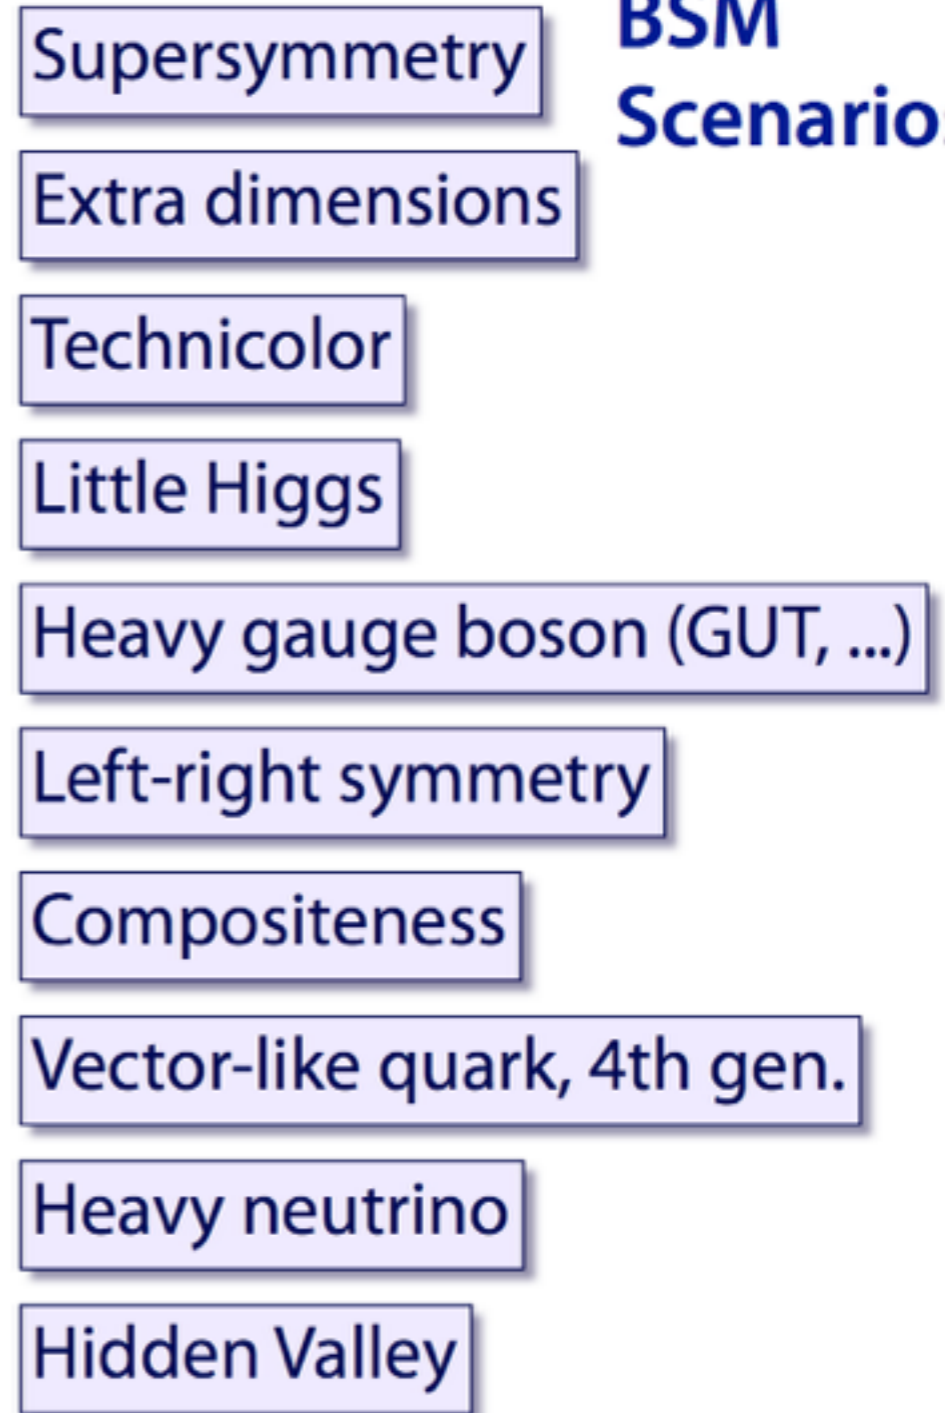 BSM
Scenarios
Supersymmetry
Extra dimensions
Technicolor
Little Higgs
Heavy gauge boson (GUT, ...)
Left-right symmetry
Compositeness
Vector-like quark, 4th gen.
Heavy neutrino
Hidden Valley